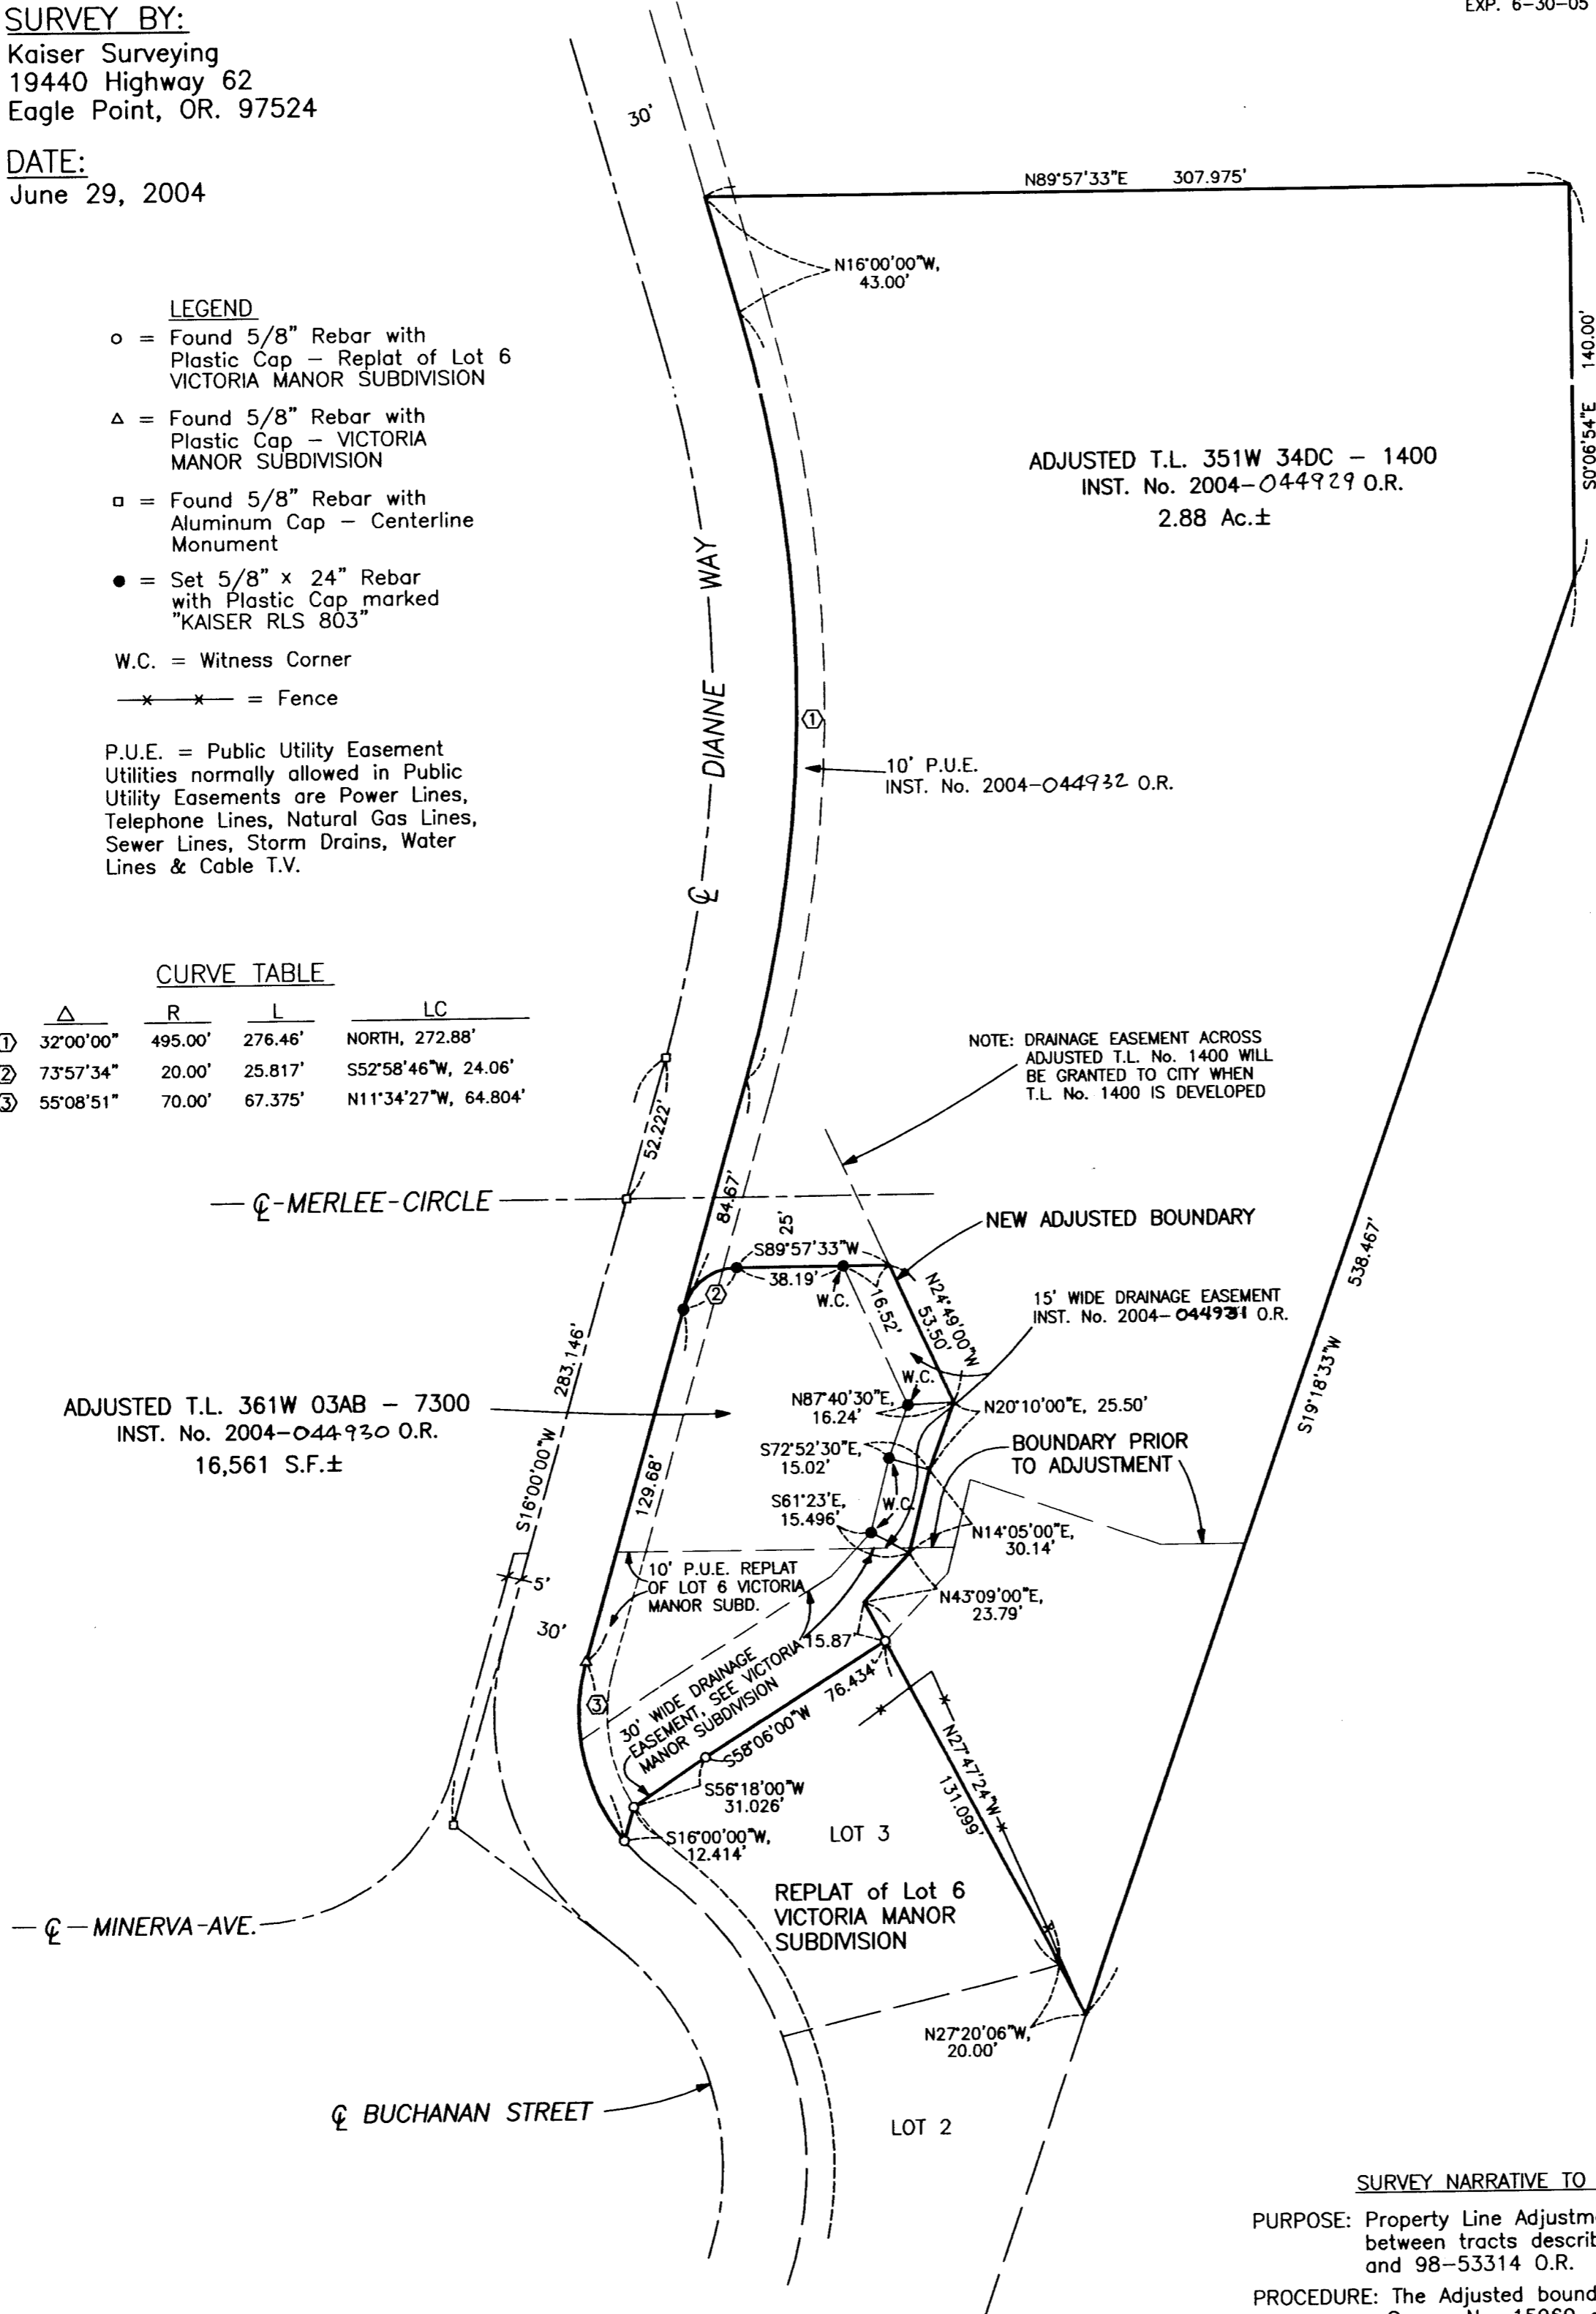 EXP. 6-30-05
SURVEY BY:
Kaiser Surveying
19440 Highway 62
Eagle Point, OR. 97524
DATE:
June 29, 2004
30'
N89°57'33"E 307.975'
N16°00'00"W,
43.00'
S0°06'54"E 140.00'
LEGEND
o = Found 5/8" Rebar with
Plastic Cap – Replat of Lot 6
VICTORIA MANOR SUBDIVISION
△ = Found 5/8" Rebar with
Plastic Cap – VICTORIA
MANOR SUBDIVISION
□ = Found 5/8" Rebar with
Aluminum Cap – Centerline
Monument
● = Set 5/8" x 24" Rebar
with Plastic Cap marked
"KAISER RLS 803"
W.C. = Witness Corner
—x—x— = Fence
P.U.E. = Public Utility Easement
Utilities normally allowed in Public
Utility Easements are Power Lines,
Telephone Lines, Natural Gas Lines,
Sewer Lines, Storm Drains, Water
Lines & Cable T.V.
ADJUSTED T.L. 351W 34DC – 1400
INST. No. 2004-044929 O.R.
2.88 Ac.±
℄ DIANNE WAY
1
10' P.U.E.
INST. No. 2004-044932 O.R.
CURVE TABLE
△ R L LC
1 32°00'00" 495.00' 276.46' NORTH, 272.88'
2 73°57'34" 20.00' 25.817' S52°58'46"W, 24.06'
3 55°08'51" 70.00' 67.375' N11°34'27"W, 64.804'
NOTE: DRAINAGE EASEMENT ACROSS
ADJUSTED T.L. No. 1400 WILL
BE GRANTED TO CITY WHEN
T.L. No. 1400 IS DEVELOPED
52.222'
℄ MERLEE CIRCLE
84.67'
25'
NEW ADJUSTED BOUNDARY
S89°57'33"W
38.19'
W.C.
16.52'
2
N24°49'00"W
53.50'
15' WIDE DRAINAGE EASEMENT
INST. No. 2004-044931 O.R.
538.467'
S19°18'33"W
283.146'
S16°00'00"W
ADJUSTED T.L. 361W 03AB – 7300
INST. No. 2004-044930 O.R.
16,561 S.F.±
W.C.
N87°40'30"E,
16.24'
N20°10'00"E, 25.50'
S72°52'30"E,
15.02'
BOUNDARY PRIOR
TO ADJUSTMENT
129.68'
S61°23'E,
15.496'
W.C.
N14°05'00"E,
30.14'
10' P.U.E. REPLAT
OF LOT 6 VICTORIA
MANOR SUBD.
5'
30'
N43°09'00"E,
23.79'
15.87'
3
30' WIDE DRAINAGE
EASEMENT, SEE VICTORIA
MANOR SUBDIVISION
S58°06'00"W 76.434'
N27°47'24"W
131.099'
S56°18'00"W
31.026'
S16°00'00"W,
12.414'
LOT 3
REPLAT of Lot 6
VICTORIA MANOR
SUBDIVISION
℄ MINERVA AVE.
N27°20'06"W,
20.00'
℄ BUCHANAN STREET
LOT 2
SURVEY NARRATIVE TO
PURPOSE: Property Line Adjustm
between tracts describ
and 98-53314 O.R.
PROCEDURE: The Adjusted bound